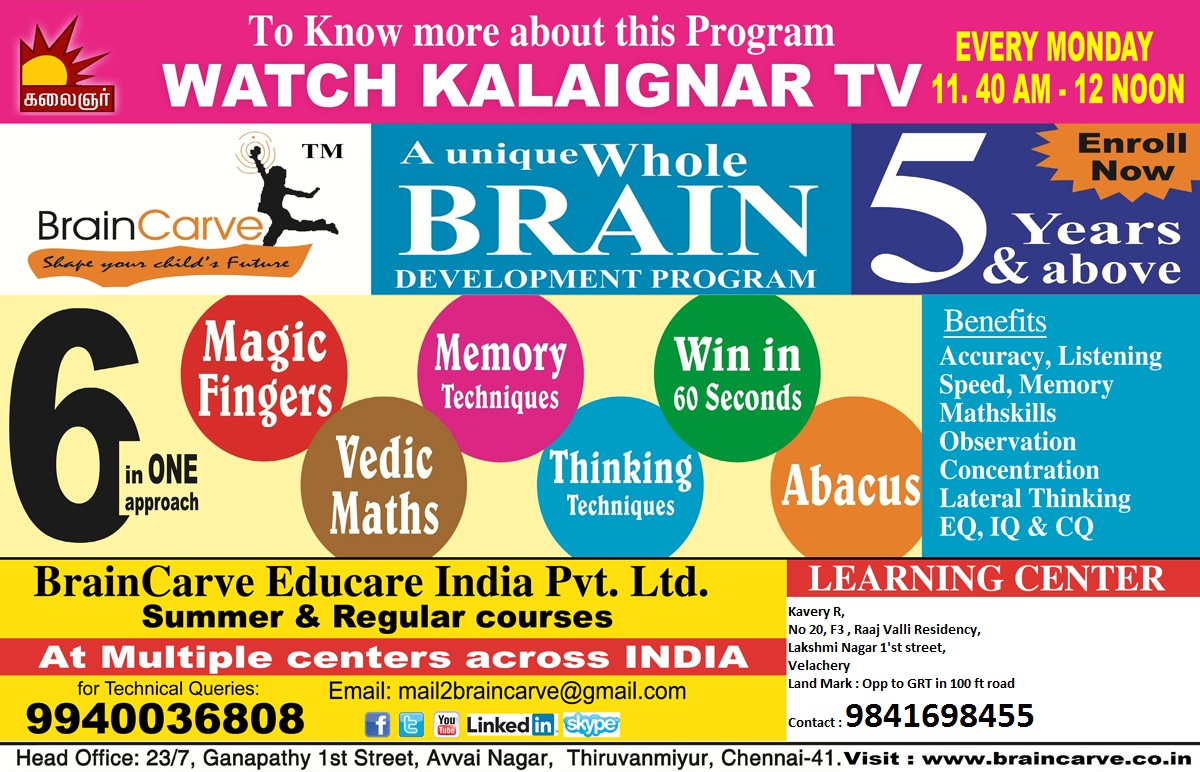 கலைஞர்
To Know more about this Program
WATCH KALAIGNAR TV
EVERY MONDAY
11. 40 AM - 12 NOON
TM
BrainCarve
Shape your child's Future
A unique Whole
BRAIN
DEVELOPMENT PROGRAM
Enroll
Now
5 Years
& above
6
in ONE
approach
Magic
Fingers
Vedic
Maths
Memory
Techniques
Thinking
Techniques
Win in
60 Seconds
Abacus
Benefits
Accuracy, Listening
Speed, Memory
Mathskills
Observation
Concentration
Lateral Thinking
EQ, IQ & CQ
BrainCarve Educare India Pvt. Ltd.
Summer & Regular courses
At Multiple centers across INDIA
for Technical Queries:
9940036808
Email: mail2braincarve@gmail.com
f t You Tube Linked in skype
LEARNING CENTER
Kavery R,
No 20, F3 , Raaj Valli Residency,
Lakshmi Nagar 1'st street,
Velachery
Land Mark : Opp to GRT in 100 ft road
Contact : 9841698455
Head Office: 23/7, Ganapathy 1st Street, Avvai Nagar, Thiruvanmiyur, Chennai-41. Visit : www.braincarve.co.in